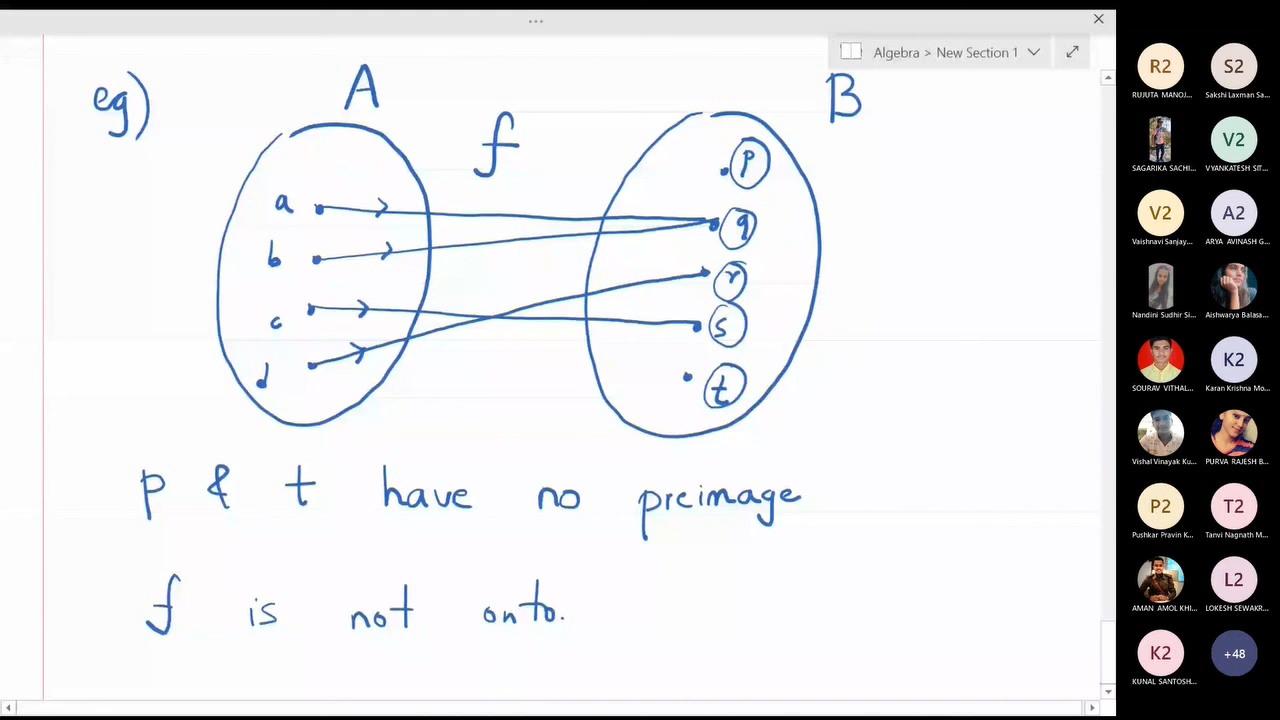 Algebra > New Section 1
eg)
A
f
B
a
b
c
d
p
q
r
s
t
p & t have no preimage
f is not onto.
R2
RUJUTA MANOJ...
S2
Sakshi Laxman Sa...
SAGARIKA SACHI...
V2
VYANKATESH SIT...
V2
Vaishnavi Sanjay...
A2
ARYA AVINASH G...
Nandini Sudhir Si...
Aishwarya Balasa...
SOURAV VITHAL...
K2
Karan Krishna Mo...
Vishal Vinayak Ku...
PURVA RAJESH B...
P2
Pushkar Pravin K...
T2
Tanvi Nagnath M...
AMAN AMOL KHI...
L2
LOKESH SEWAKR...
K2
KUNAL SANTOSH...
+48